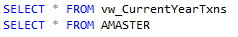 SELECT * FROM vw_CurrentYearTxns
SELECT * FROM AMASTER